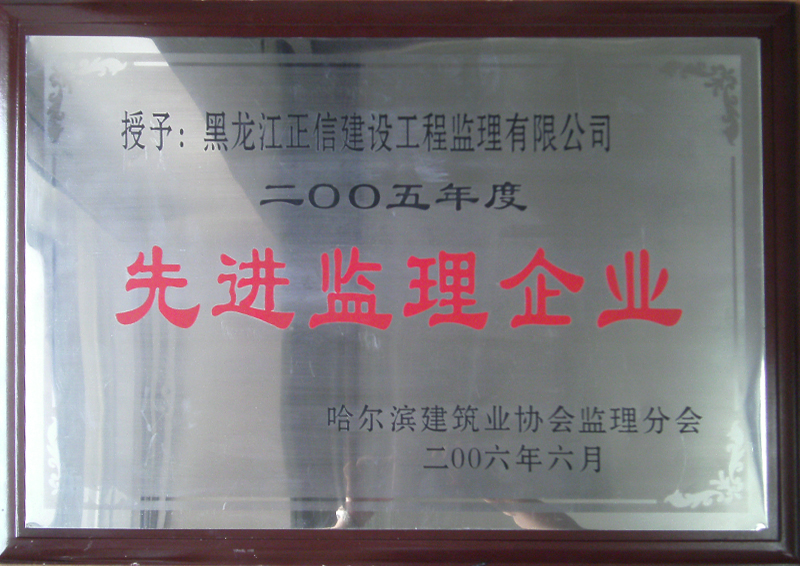 授予：黑龙江正信建设工程监理有限公司
二〇〇五年度
先进监理企业
哈尔滨建筑业协会监理分会
二00六年六月